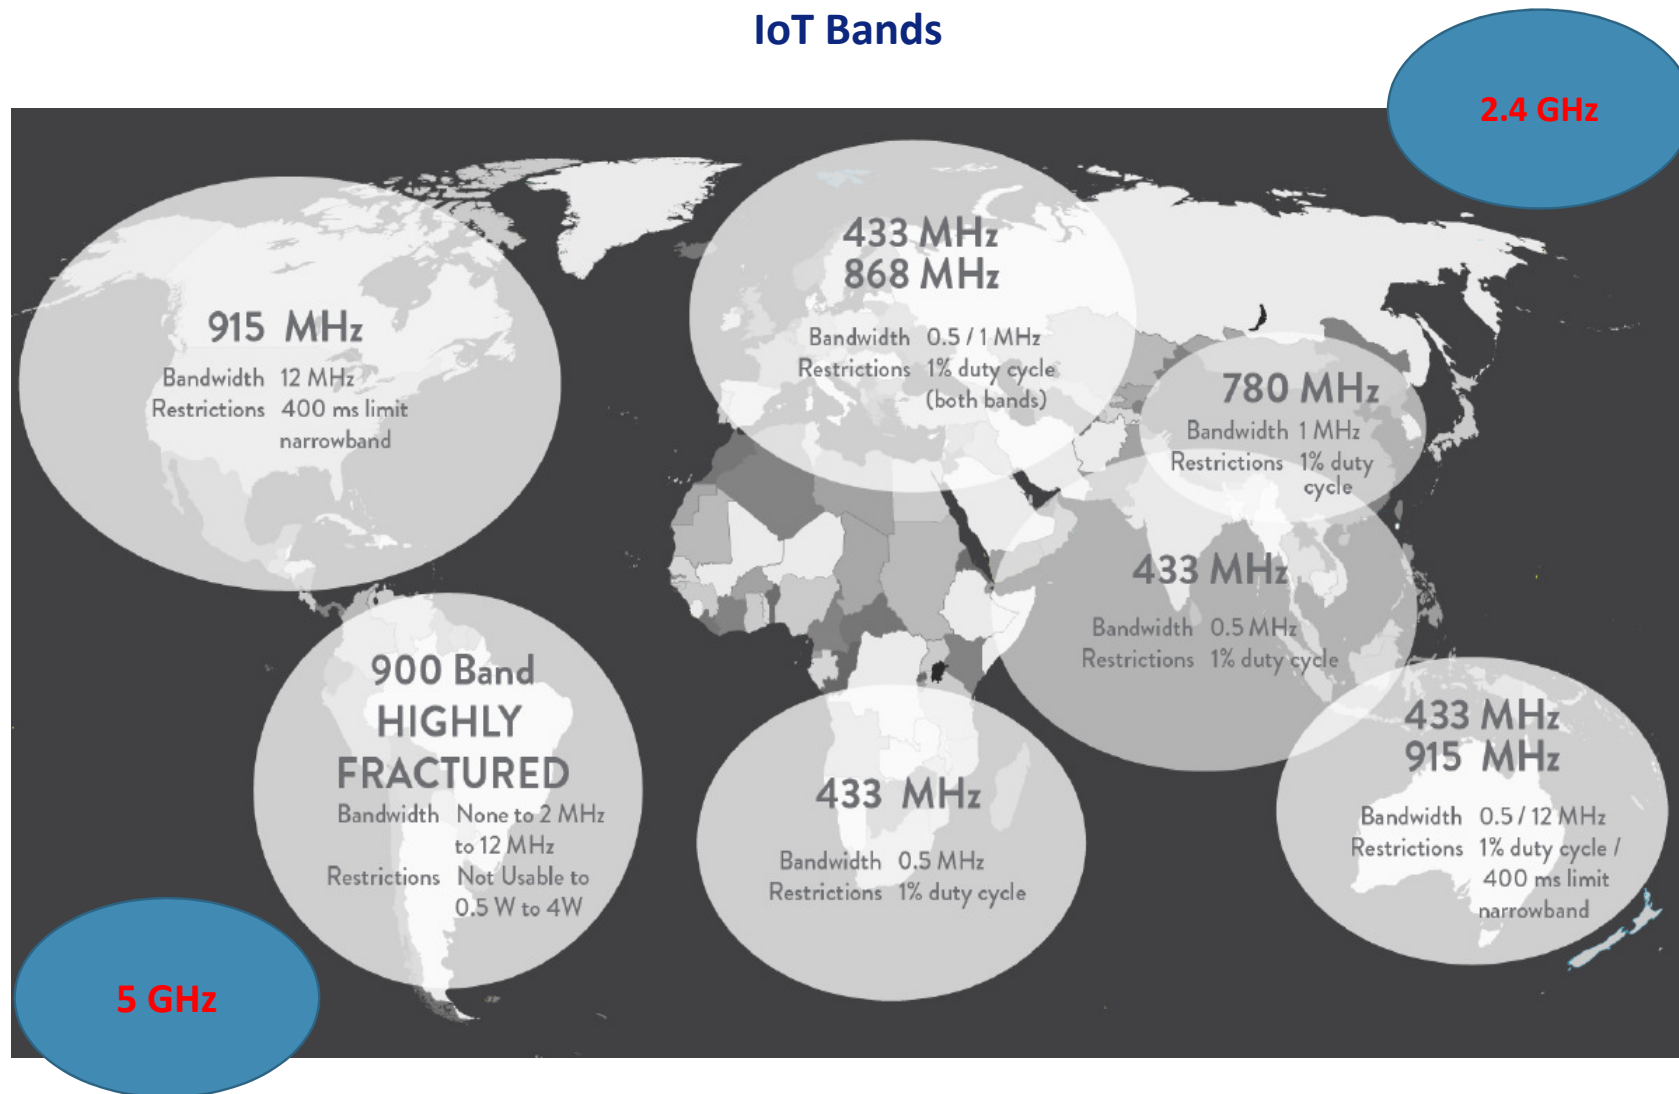 IoT Bands
2.4 GHz
915 MHz
Bandwidth 12 MHz
Restrictions 400 ms limit
narrowband
433 MHz
868 MHz
Bandwidth 0.5 / 1 MHz
Restrictions 1% duty cycle
(both bands)
780 MHz
Bandwidth 1 MHz
Restrictions 1% duty
cycle
433 MHz
Bandwidth 0.5 MHz
Restrictions 1% duty cycle
900 Band
HIGHLY
FRACTURED
Bandwidth None to 2 MHz
to 12 MHz
Restrictions Not Usable to
0.5 W to 4W
433 MHz
Bandwidth 0.5 MHz
Restrictions 1% duty cycle
433 MHz
915 MHz
Bandwidth 0.5 / 12 MHz
Restrictions 1% duty cycle /
400 ms limit
narrowband
5 GHz